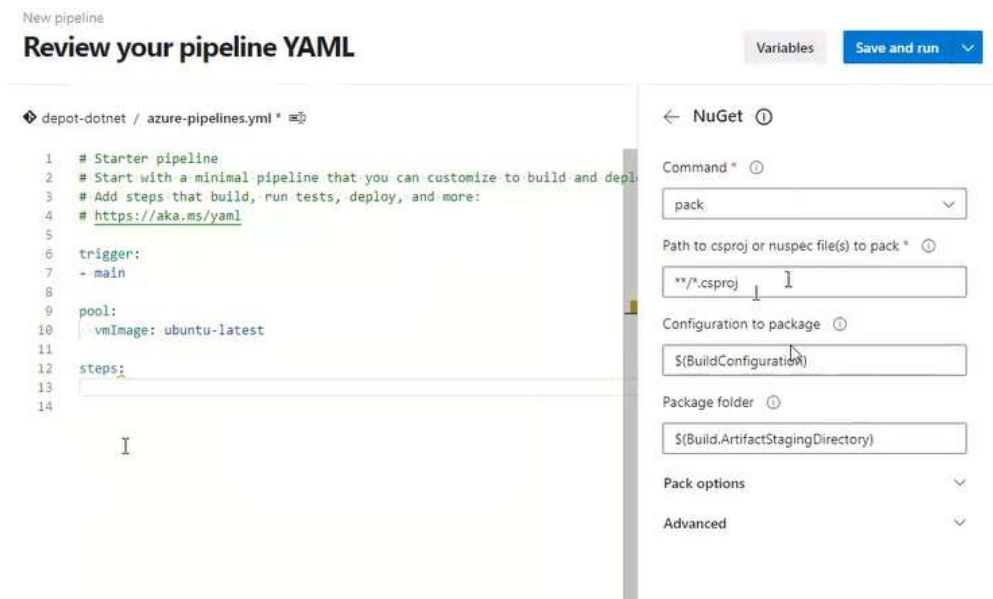 New pipeline
Review your pipeline YAML
Variables
Save and run
depot-dotnet / azure-pipelines.yml *
1 # Starter pipeline
2 # Start with a minimal pipeline that you can customize to build and depl
3 # Add steps that build, run tests, deploy, and more:
4 # https://aka.ms/yaml
5
6 trigger:
7 - main
8
9 pool:
10 vmImage: ubuntu-latest
11
12 steps:
13
14
← NuGet
Command *
pack
Path to csproj or nuspec file(s) to pack *
**/*.csproj
Configuration to package
$(BuildConfiguration)
Package folder
$(Build.ArtifactStagingDirectory)
Pack options
Advanced